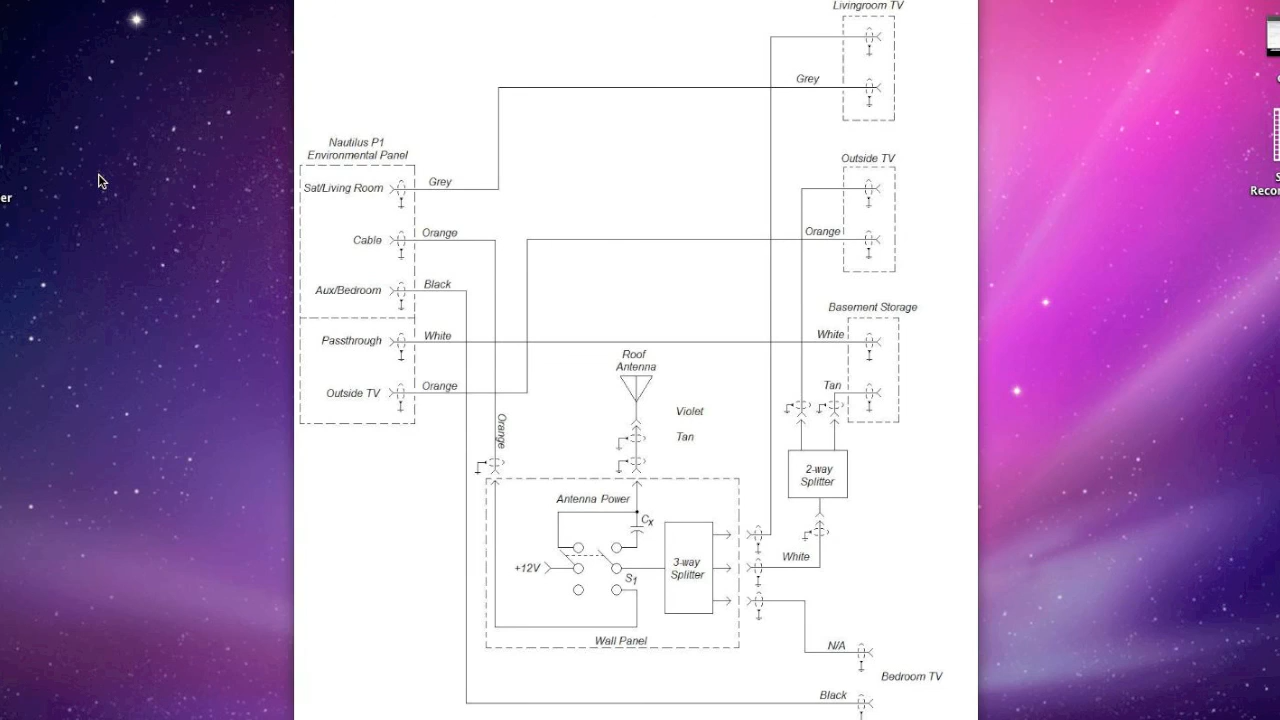 Livingroom TV
Grey
Nautilus P1
Environmental Panel
Outside TV
Sat/Living Room
Grey
er
S
Recor
Cable
Orange
Orange
Aux/Bedroom
Black
Basement Storage
Passthrough
White
White
Roof
Antenna
Outside TV
Orange
Tan
Violet
Orange
Tan
2-way
Splitter
Antenna Power
Cx
White
3-way
Splitter
+12V
S1
Wall Panel
N/A
Bedroom TV
Black